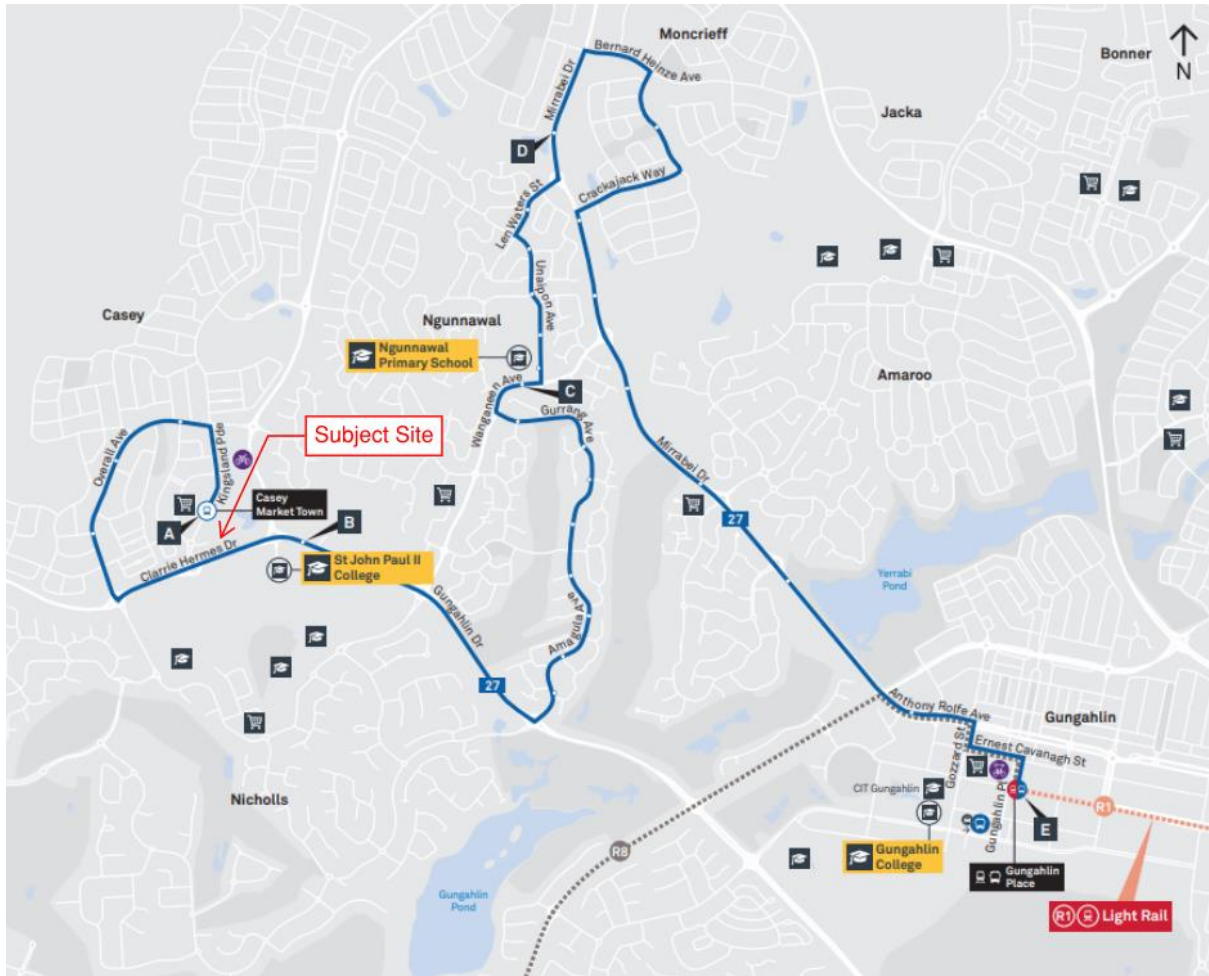 Moncrieff
Bernard Heinze Ave
Bonner
N
Mirrabei Dr
Jacka
D
Crackajack Way
Len Waters St
Unaipon Ave
Casey
Ngunnawal
Ngunnawal
Primary School
Wanganeen Ave
C
Amaroo
Gurrang Ave
Subject Site
Overall Ave
Kingsland Pde
Mirrabei Dr
A
Casey
Market Town
B
27
Clarrie Hermes Dr
St John Paul II
College
Yerrabi
Pond
Gungahlin Dr
Amagula Ave
27
Anthony Rolfe Ave
Gungahlin
Gozzard St
Ernest Cavanagh St
Nicholls
CIT Gungahlin
Gungahlin Pl
E
R1
R8
Gungahlin
College
Gungahlin
Place
Gungahlin
Pond
R1 Light Rail